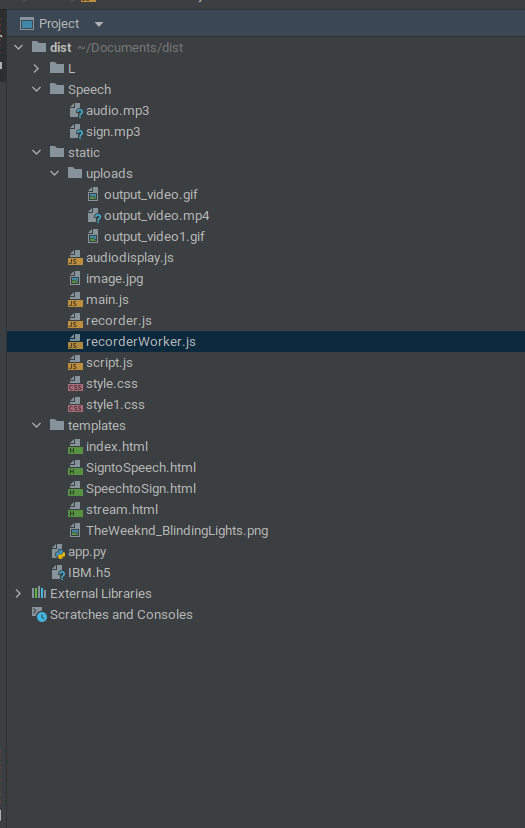 Project
dist ~/Documents/dist
L
Speech
audio.mp3
sign.mp3
static
uploads
output_video.gif
output_video.mp4
output_video1.gif
audiodisplay.js
image.jpg
main.js
recorder.js
recorderWorker.js
script.js
style.css
style1.css
templates
index.html
SigntoSpeech.html
SpeechtoSign.html
stream.html
TheWeeknd_BlindingLights.png
app.py
IBM.h5
External Libraries
Scratches and Consoles